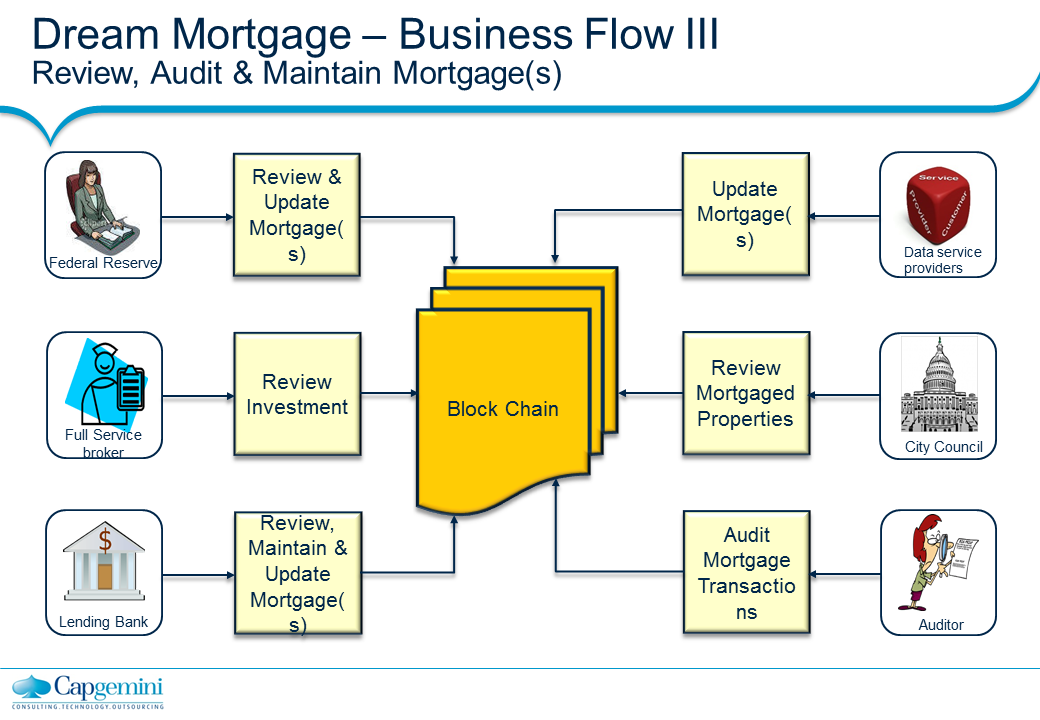 Dream Mortgage – Business Flow III
Review, Audit & Maintain Mortgage(s)
Federal Reserve
Review &
Update
Mortgage(
s)
Update
Mortgage(
s)
Service
Provider
Customer
Data service
providers
Full Service
broker
Review
Investment
Block Chain
Review
Mortgaged
Properties
City Council
$
Lending Bank
Review,
Maintain &
Update
Mortgage(
s)
Audit
Mortgage
Transactio
ns
Auditor
Capgemini
CONSULTING.TECHNOLOGY.OUTSOURCING